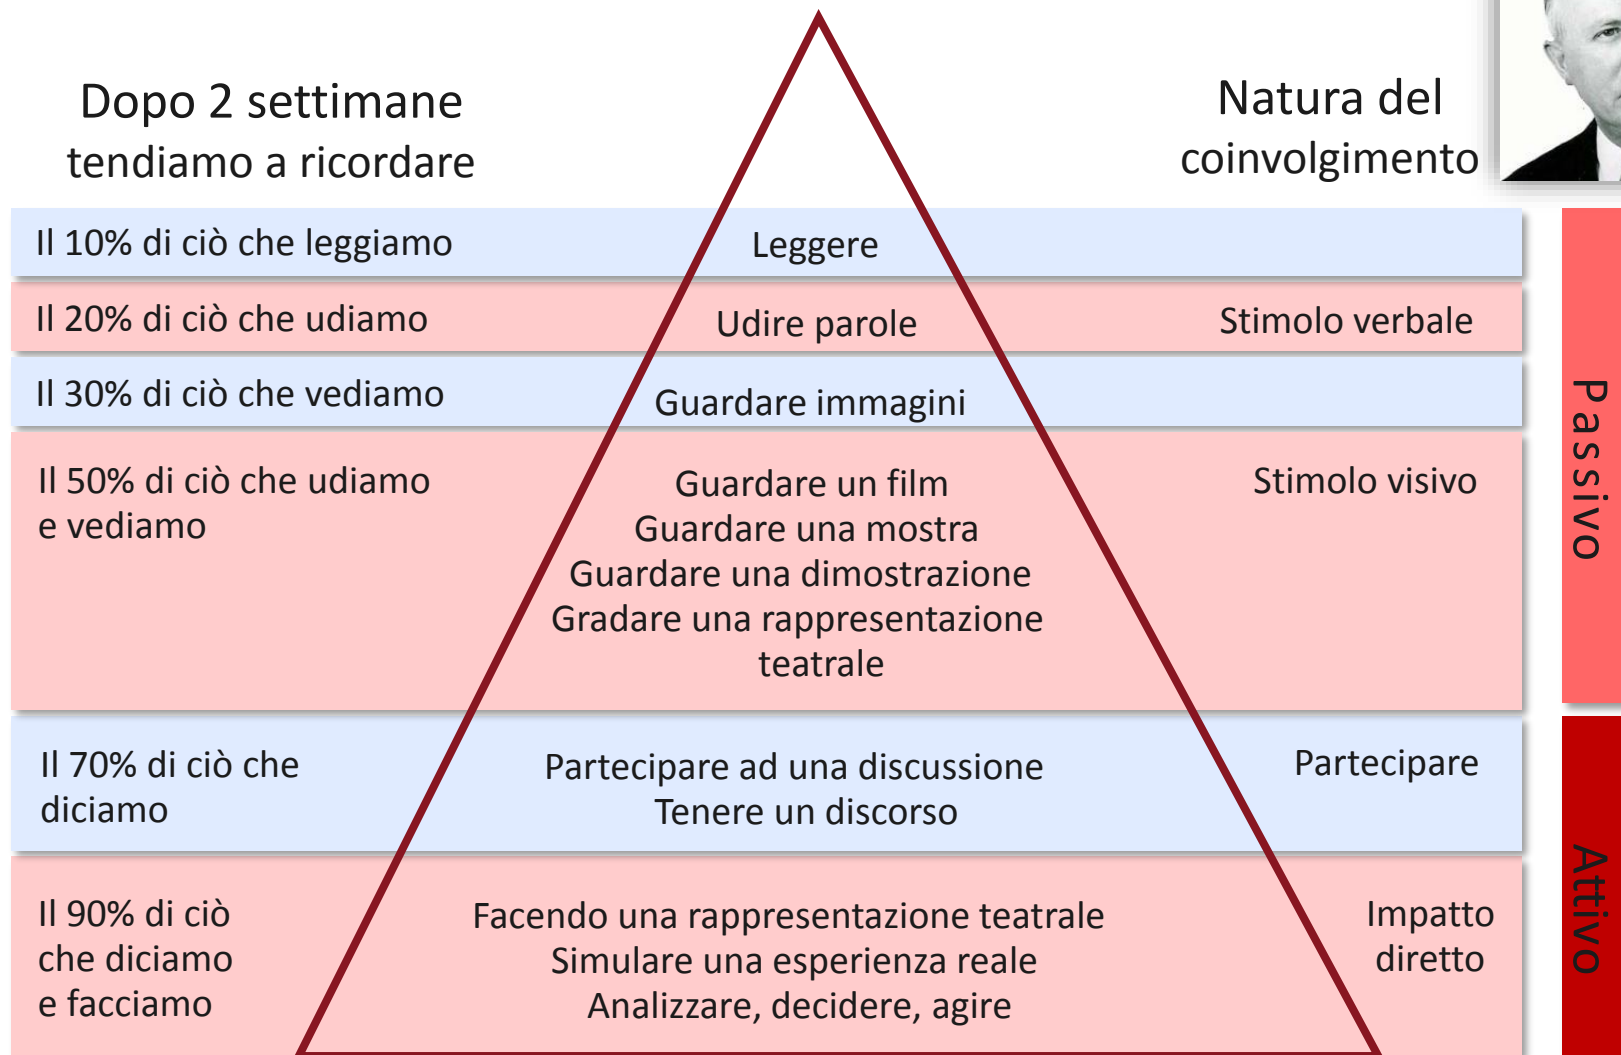 Dopo 2 settimane
tendiamo a ricordare
Natura del
coinvolgimento
Il 10% di ciò che leggiamo
Leggere
Il 20% di ciò che udiamo
Udire parole
Stimolo verbale
Il 30% di ciò che vediamo
Guardare immagini
Il 50% di ciò che udiamo
e vediamo
Guardare un film
Guardare una mostra
Guardare una dimostrazione
Gradare una rappresentazione
teatrale
Stimolo visivo
Passivo
Il 70% di ciò che
diciamo
Partecipare ad una discussione
Tenere un discorso
Partecipare
Il 90% di ciò
che diciamo
e facciamo
Facendo una rappresentazione teatrale
Simulare una esperienza reale
Analizzare, decidere, agire
Impatto
diretto
Attivo